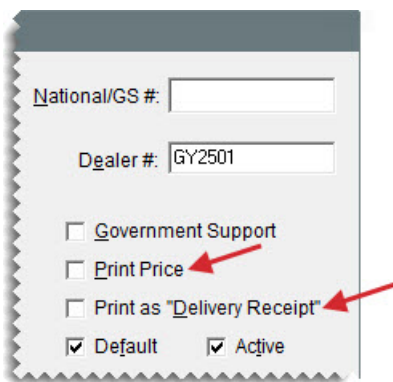 National/GS #:
Dealer #: GY2501
Government Support
Print Price
Print as "Delivery Receipt"
Default Active